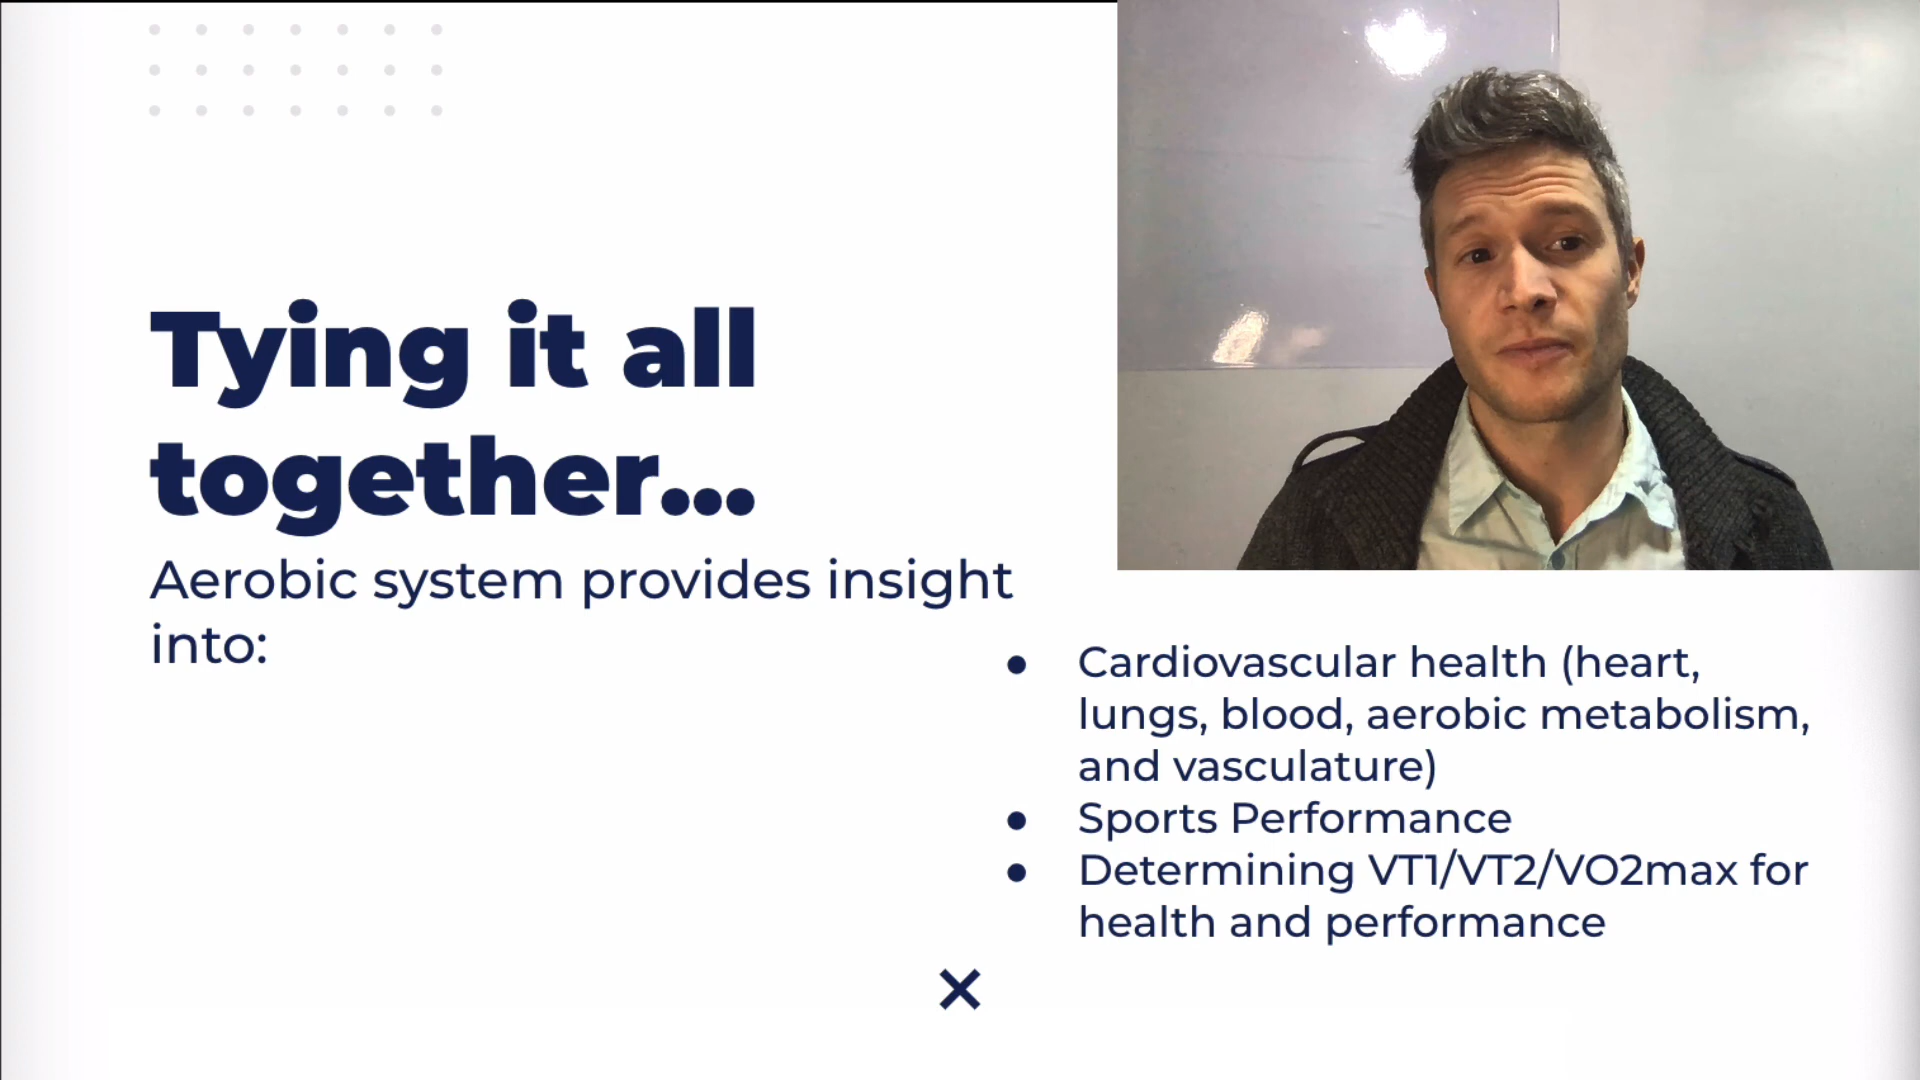 Tying it all
together...
Aerobic system provides insight
into:
● Cardiovascular health (heart,
lungs, blood, aerobic metabolism,
and vasculature)
● Sports Performance
● Determining VT1/VT2/VO2max for
health and performance